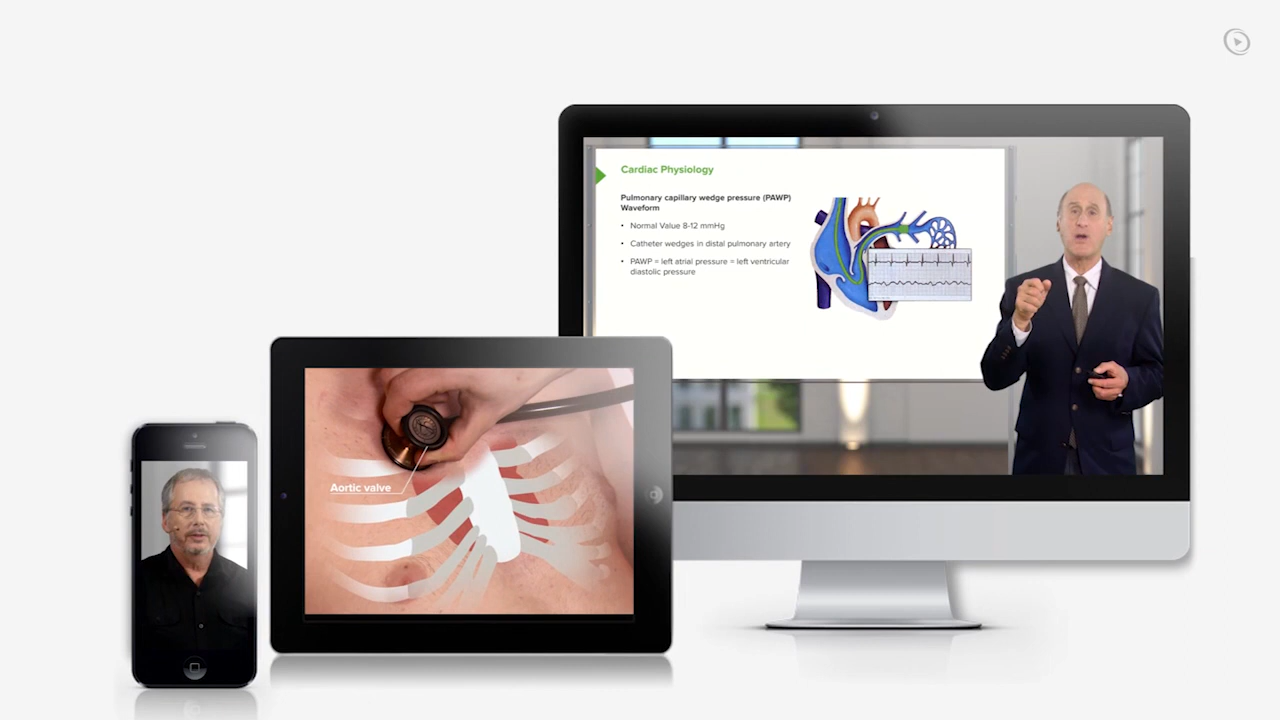 Cardiac Physiology
Pulmonary capillary wedge pressure (PAWP)
Waveform
• Normal Value 8-12 mmHg
• Catheter wedges in distal pulmonary artery
• PAWP = left atrial pressure = left ventricular
diastolic pressure
Aortic valve